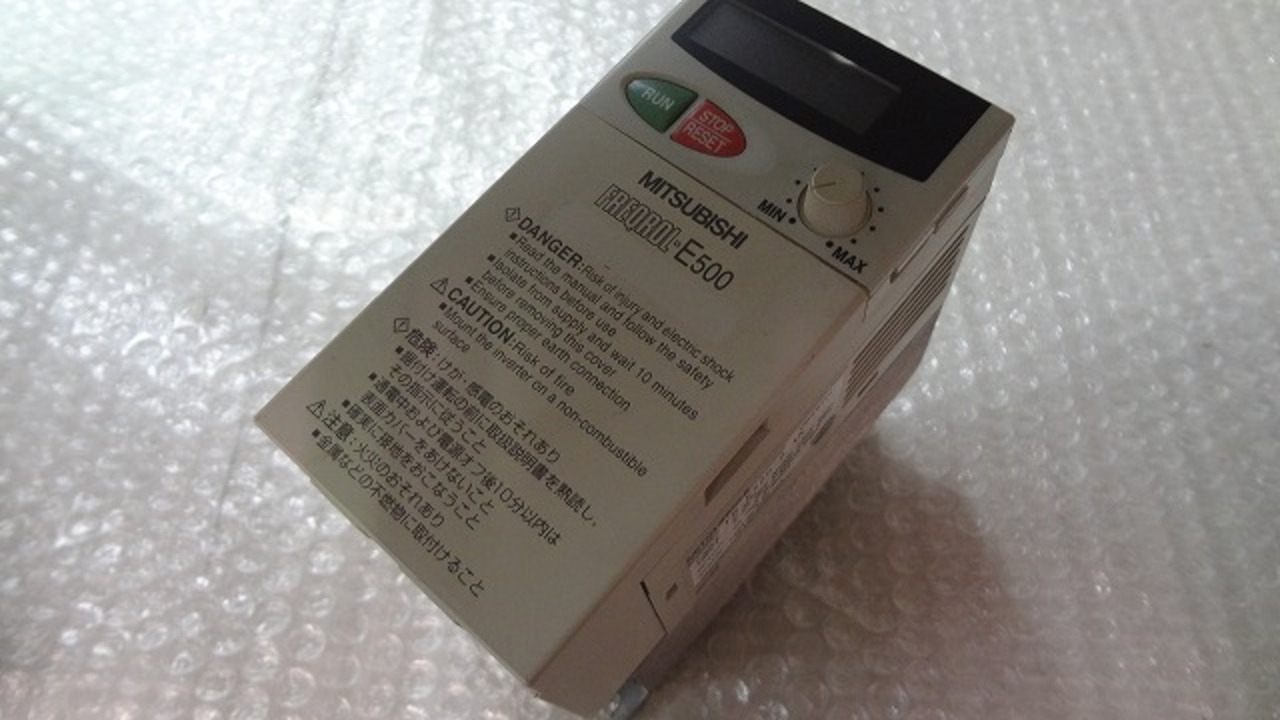 RUN
STOP
RESET
MIN
MAX
MITSUBISHI
FREQROL-E500
DANGER:Risk of injury and electric shock
■Read the manual and follow the safety
instructions before use
■Isolate from supply and wait 10 minutes
before removing this cover
■Ensure proper earth connection
CAUTION:Risk of fire
■Mount the inverter on a non-combustible
surface
危険:けが・感電のおそれあり
■据付け運転の前に取扱説明書を熟読し、
その指示に従うこと
■通電中および電源オフ後10分以内は
表面カバーをあけないこと
■確実に接地をおこなうこと
注意:火災のおそれあり
■金属などの不燃物に取付けること